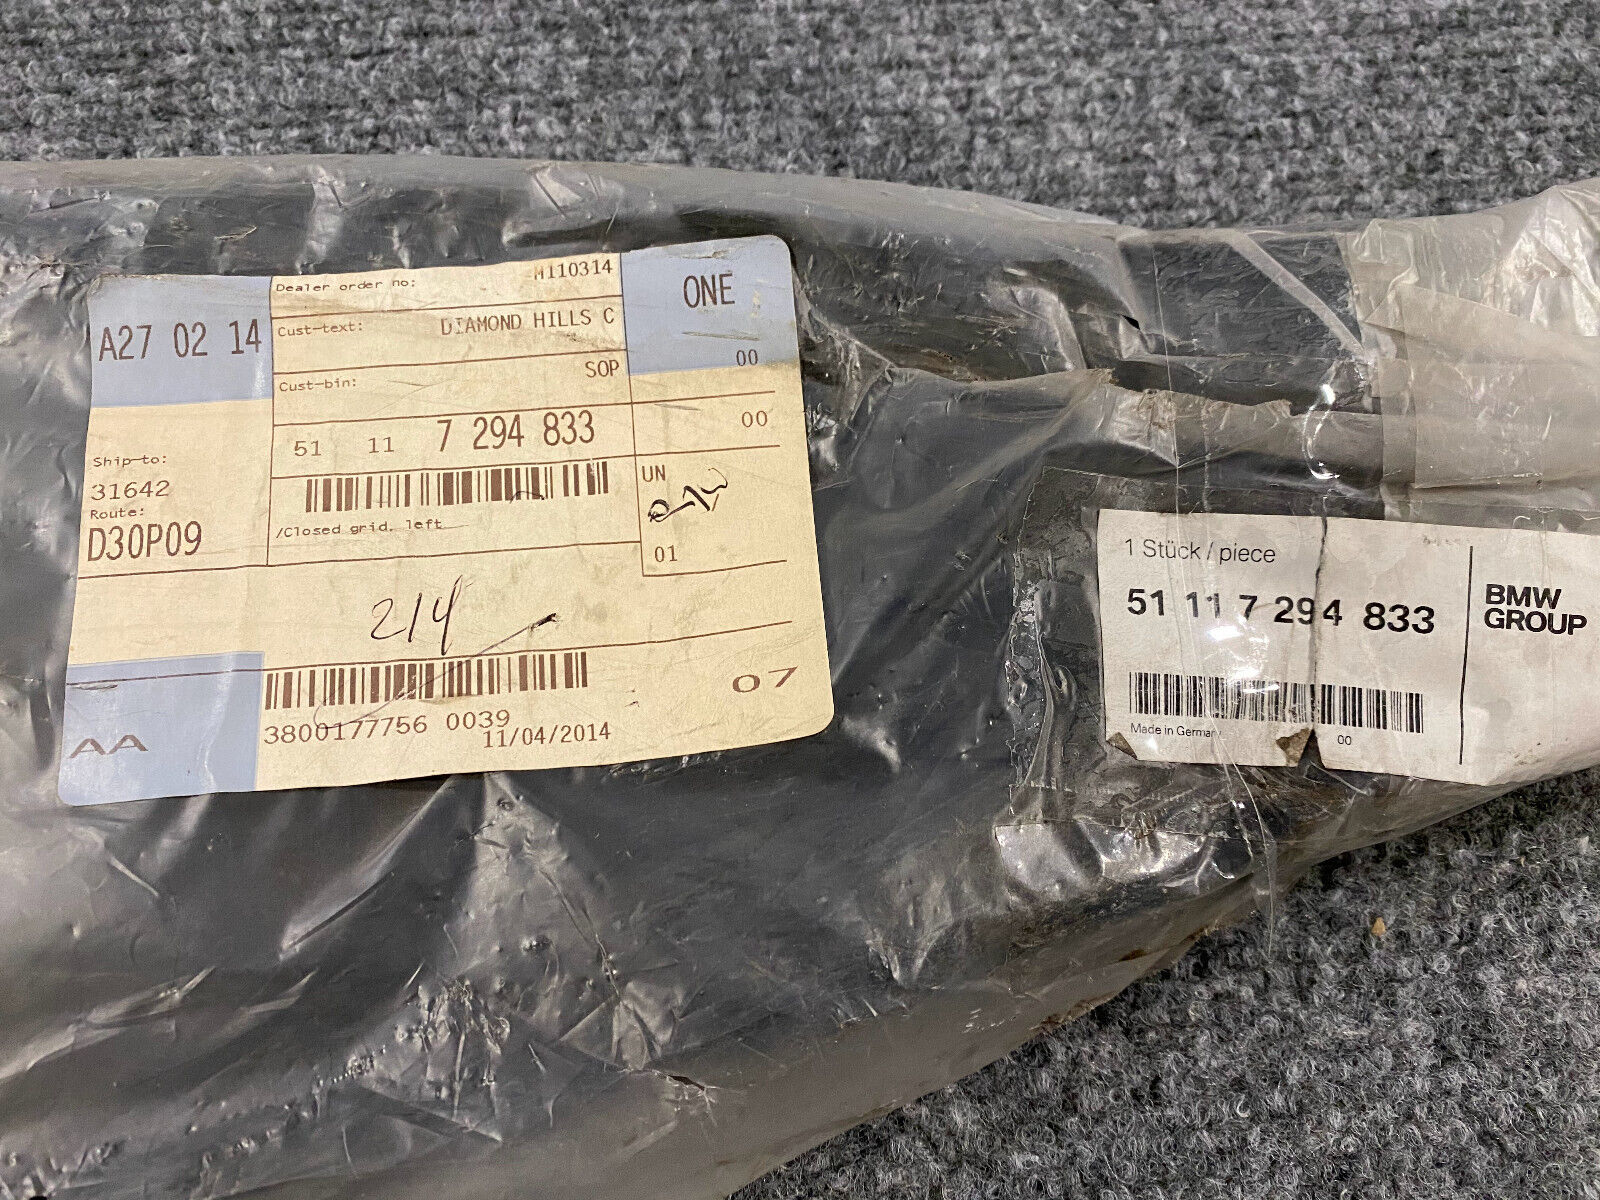 A27 02 14
Dealer order no:
M110314
Cust-text:
DIAMOND HILLS C
Cust-bin:
SOP
ONE
00
51 11 7 294 833
00
Ship-to:
31642
Route:
D30P09
/Closed grid, left
UN
01
214
AA
3800177756 0039
11/04/2014
07
1 Stück / piece
51 11 7 294 833
Made in Germany
00
BMW
GROUP